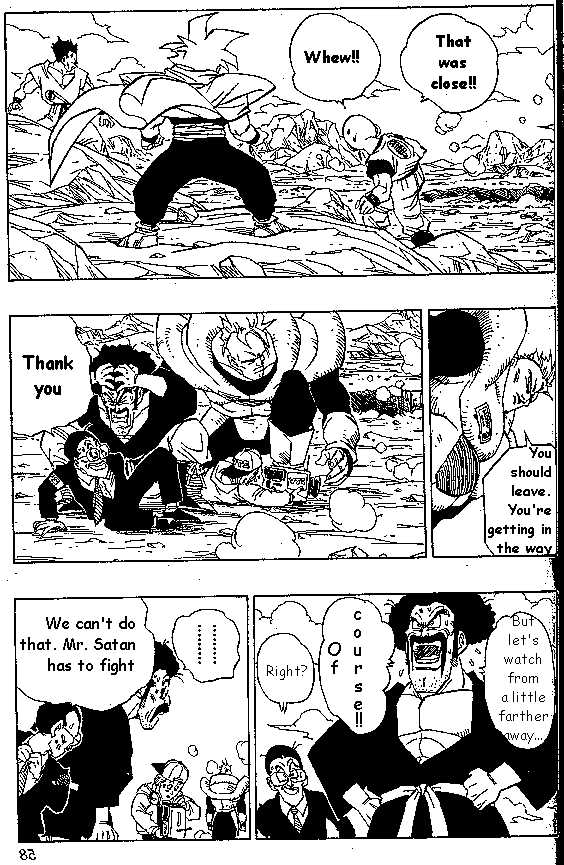 Whew!!
That
was
close!!
Thank
you
You
should
leave.
You're
getting in
the way
We can't do
that. Mr. Satan
has to fight
......
Right?
Of
course!!
But
let's
watch
from
a little
farther
away...